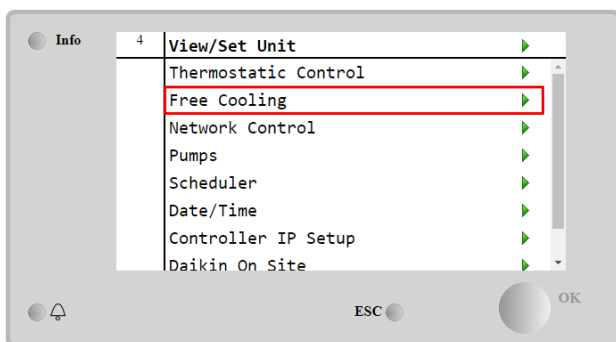 Info
4 View/Set Unit
Thermostatic Control
Free Cooling
Network Control
Pumps
Scheduler
Date/Time
Controller IP Setup
Daikin On Site
ESC
OK